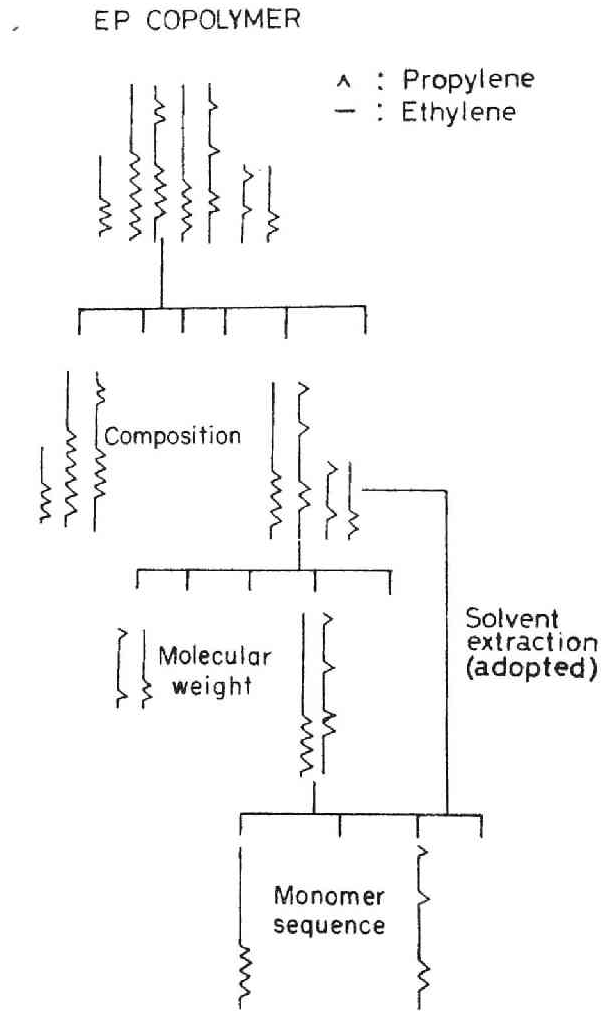 EP COPOLYMER
ʌ : Propylene
— : Ethylene
Composition
Molecular
weight
Solvent
extraction
(adopted)
Monomer
sequence